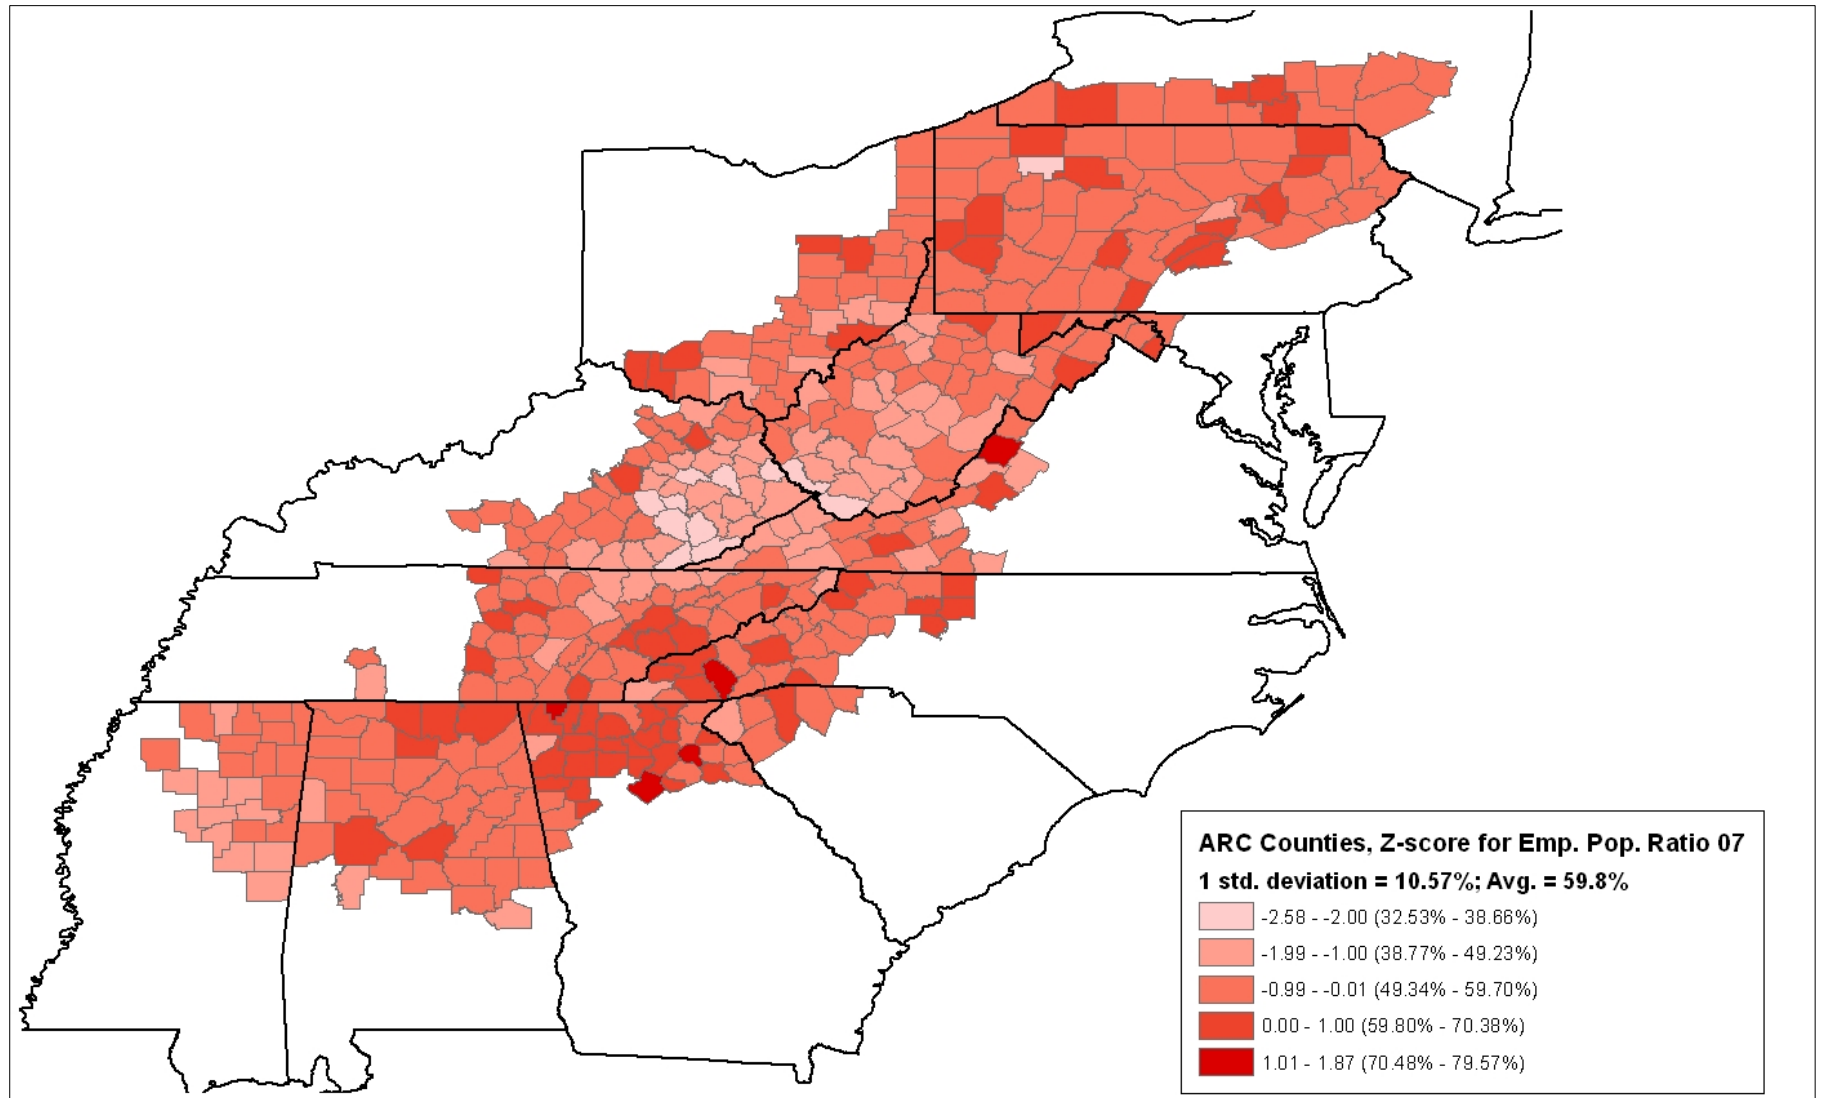 ARC Counties, Z-score for Emp. Pop. Ratio 07
1 std. deviation = 10.57%; Avg. = 59.8%
-2.58 - -2.00 (32.53% - 38.66%)
-1.99 - -1.00 (38.77% - 49.23%)
-0.99 - -0.01 (49.34% - 59.70%)
0.00 - 1.00 (59.80% - 70.38%)
1.01 - 1.87 (70.48% - 79.57%)